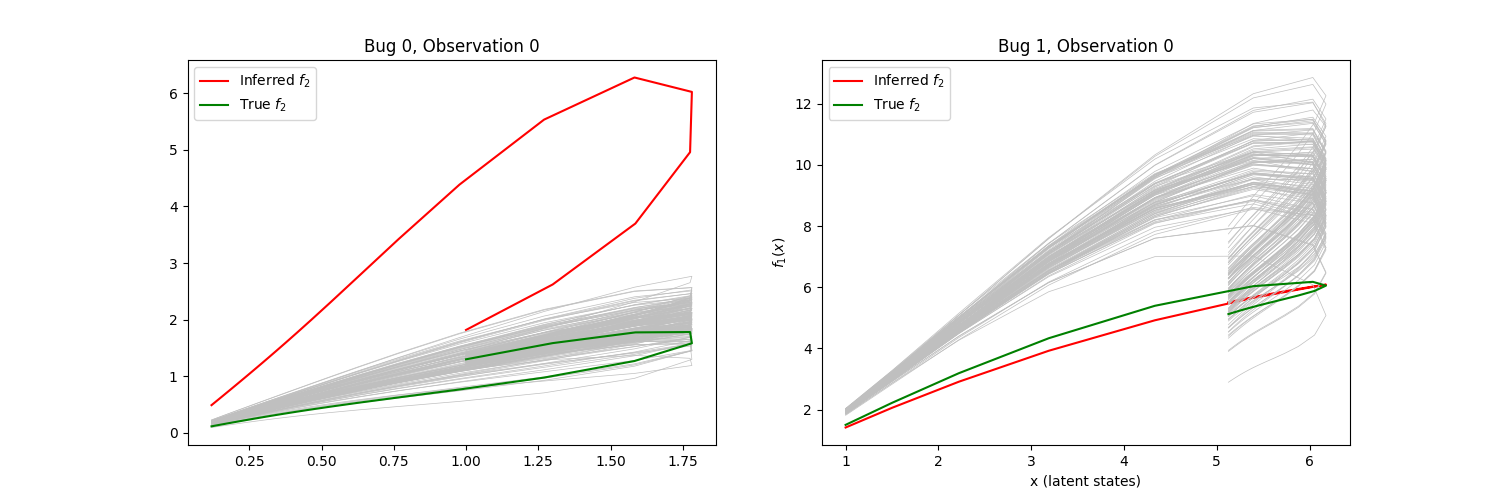 Bug 0, Observation 0
Inferred f₂
True f₂
6
5
4
3
2
1
0
0.25 0.50 0.75 1.00 1.25 1.50 1.75
Bug 1, Observation 0
Inferred f₂
True f₂
12
10
8
6
4
2
f₁(x)
1 2 3 4 5 6
x (latent states)